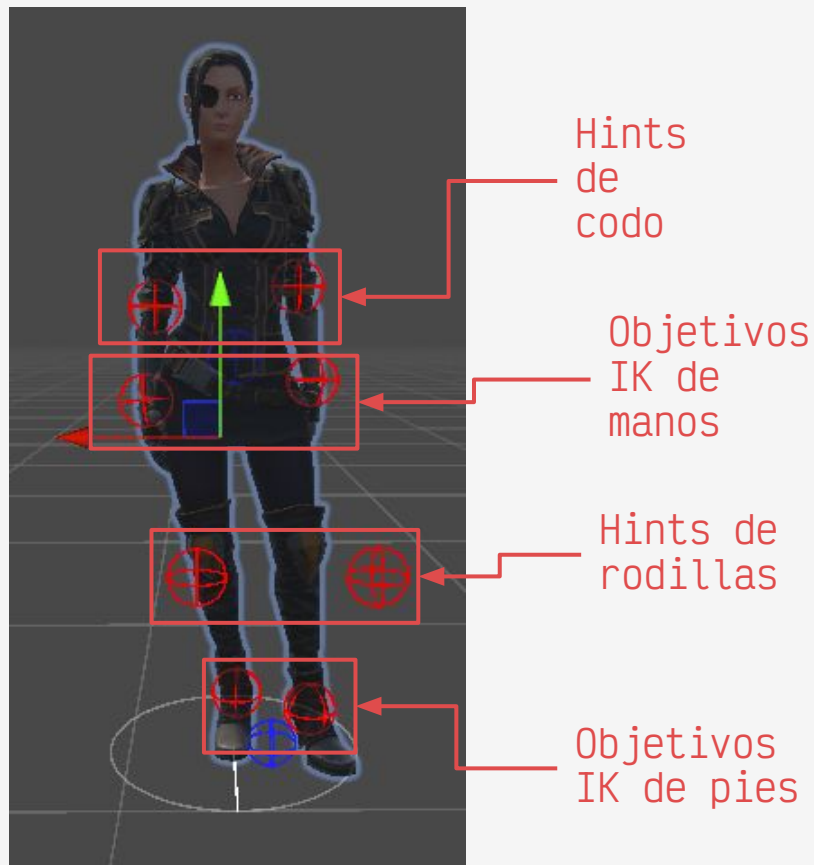 Hints
de
codo
Objetivos
IK de
manos
Hints de
rodillas
Objetivos
IK de pies